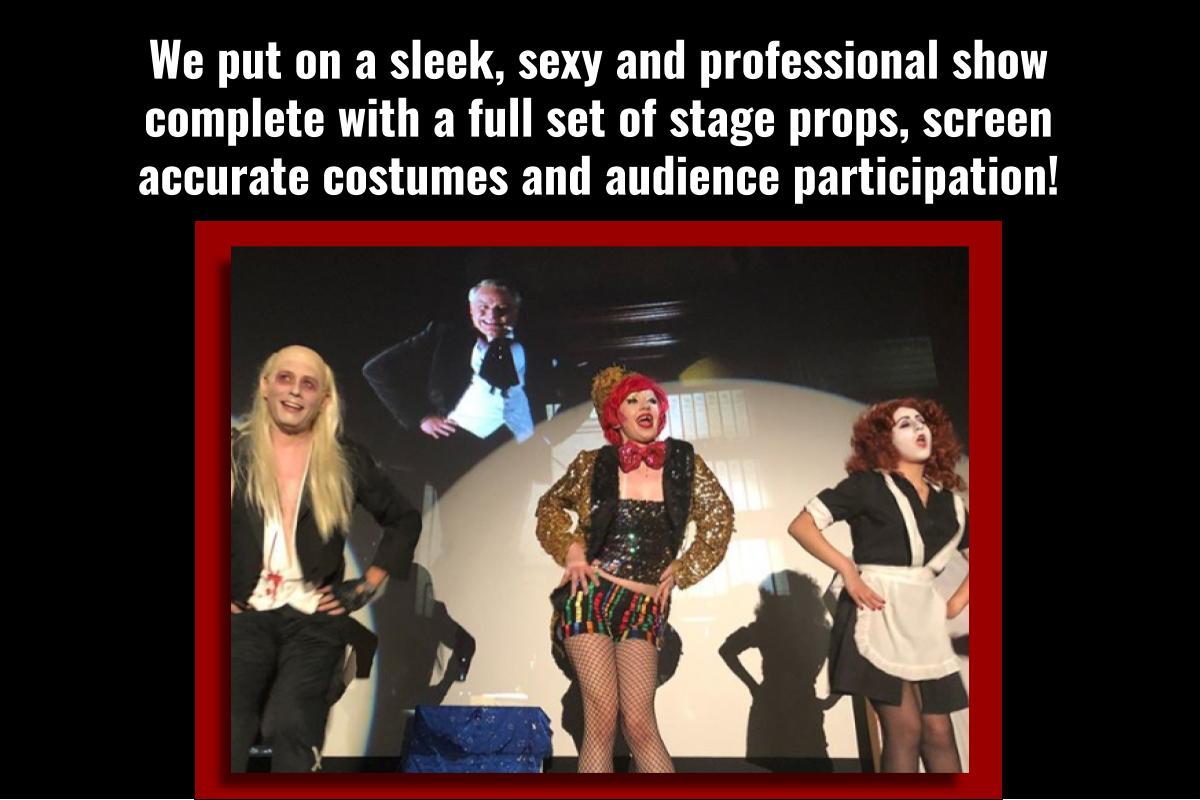 We put on a sleek, sexy and professional show
complete with a full set of stage props, screen
accurate costumes and audience participation!